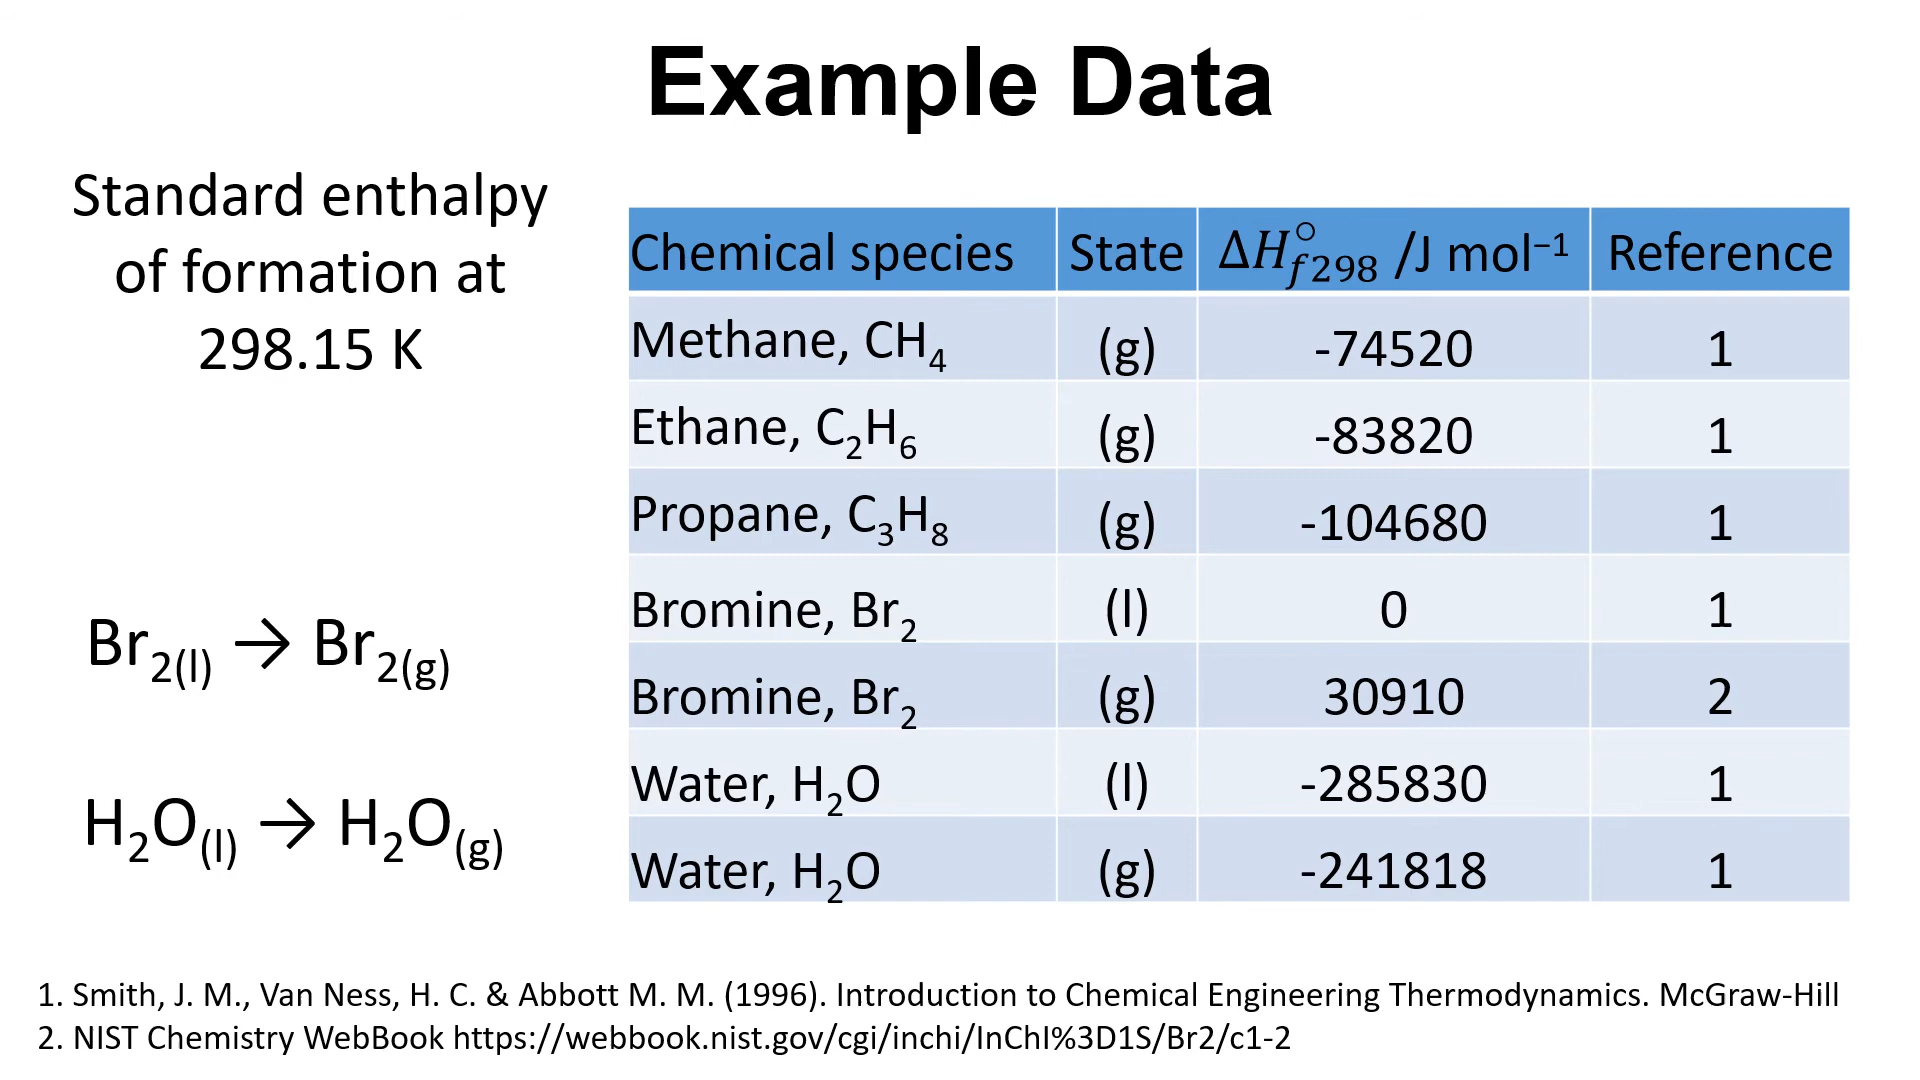 Example Data
Standard enthalpy
of formation at
298.15 K
Br₂₍ₗ₎ → Br₂(g)
H₂O₍ₗ₎ → H₂O(g)
Chemical species State ΔH°f298 /J mol⁻¹ Reference
Methane, CH₄ (g) -74520 1
Ethane, C₂H₆ (g) -83820 1
Propane, C₃H₈ (g) -104680 1
Bromine, Br₂ (l) 0 1
Bromine, Br₂ (g) 30910 2
Water, H₂O (l) -285830 1
Water, H₂O (g) -241818 1
1. Smith, J. M., Van Ness, H. C. & Abbott M. M. (1996). Introduction to Chemical Engineering Thermodynamics. McGraw-Hill
2. NIST Chemistry WebBook https://webbook.nist.gov/cgi/inchi/InChI%3D1S/Br2/c1-2